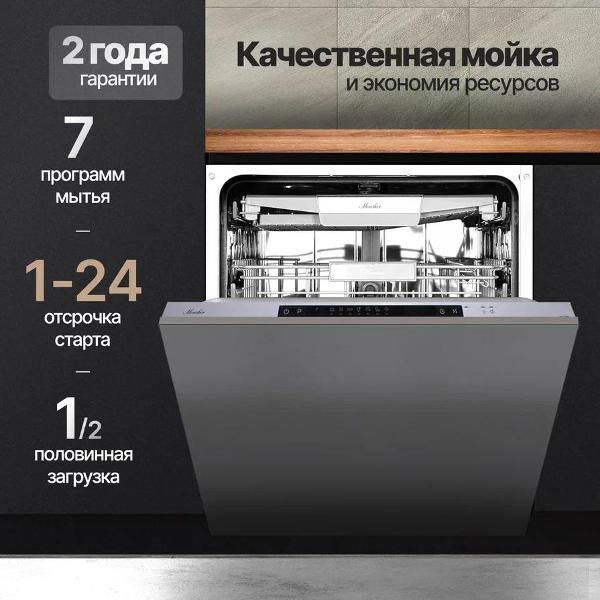 2 года
гарантии
Качественная мойка
и экономия ресурсов
7
программ
мытья
1-24
отсрочка
старта
1/2
половинная
загрузка